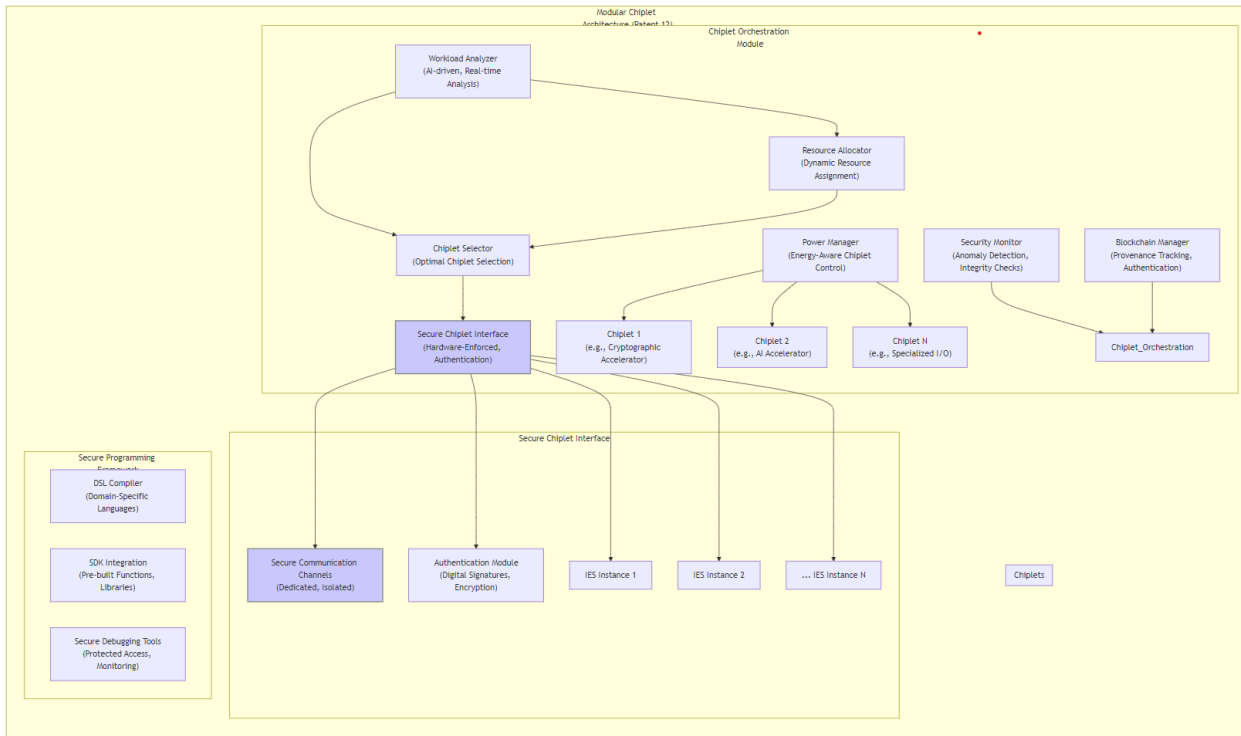 Modular Chiplet
Architecture (Patent 12)
Chiplet Orchestration
Module
Workload Analyzer
(AI-driven, Real-time
Analysis)
Resource Allocator
(Dynamic Resource
Assignment)
Chiplet Selector
(Optimal Chiplet Selection)
Power Manager
(Energy-Aware Chiplet
Control)
Security Monitor
(Anomaly Detection,
Integrity Checks)
Blockchain Manager
(Provenance Tracking,
Authentication)
Secure Chiplet Interface
(Hardware-Enforced,
Authentication)
Chiplet 1
(e.g., Cryptographic
Accelerator)
Chiplet 2
(e.g., AI Accelerator)
Chiplet N
(e.g., Specialized I/O)
Chiplet_Orchestration
Secure Chiplet Interface
Secure Programming
Framework
DSL Compiler
(Domain-Specific
Languages)
SDK Integration
(Pre-built Functions,
Libraries)
Secure Debugging Tools
(Protected Access,
Monitoring)
Secure Communication
Channels
(Dedicated, Isolated)
Authentication Module
(Digital Signatures,
Encryption)
IES Instance 1
IES Instance 2
... IES Instance N
Chiplets